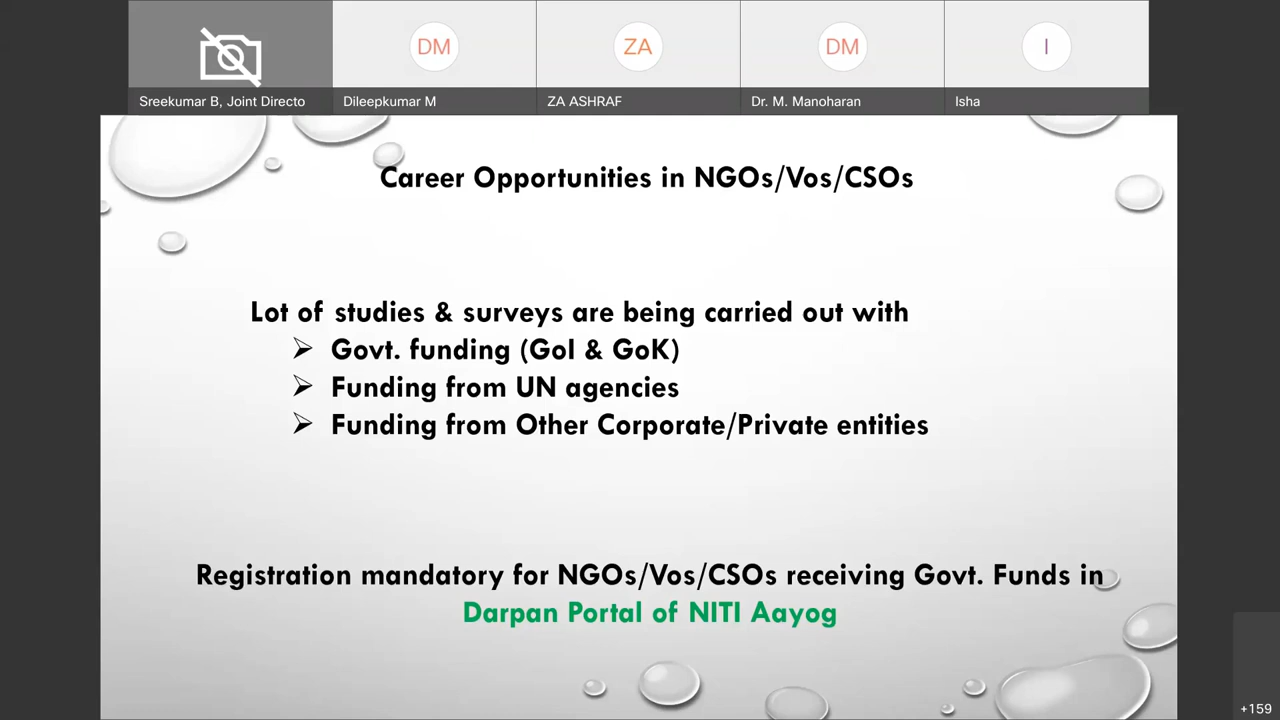 DM
ZA
DM
I
Sreekumar B, Joint Directo
Dileepkumar M
ZA ASHRAF
Dr. M. Manoharan
Isha
Career Opportunities in NGOs/Vos/CSOs
Lot of studies & surveys are being carried out with
➢ Govt. funding (GoI & GoK)
➢ Funding from UN agencies
➢ Funding from Other Corporate/Private entities
Registration mandatory for NGOs/Vos/CSOs receiving Govt. Funds in
Darpan Portal of NITI Aayog
+159